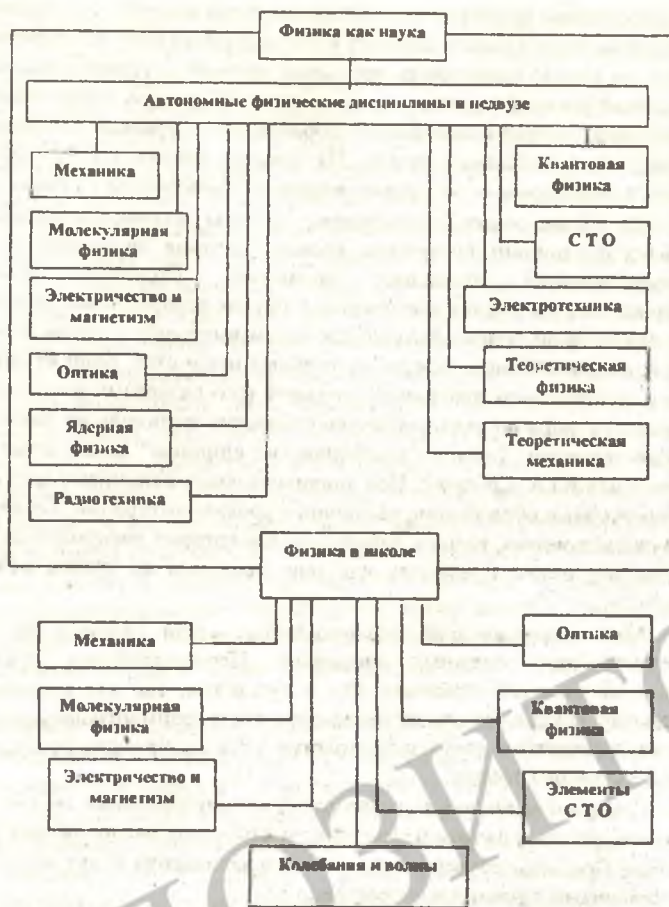 Физика как наука
Автономные физические дисциплины в педвузе
Механика
Молекулярная
физика
Электричество и
магнетизм
Оптика
Ядерная
физика
Радиотехника
Квантовая
физика
С Т О
Электротехника
Теоретическая
физика
Теоретическая
механика
Физика в школе
Механика
Молекулярная
физика
Электричество и
магнетизм
Оптика
Квантовая
физика
Элементы
С Т О
Колебания и волны